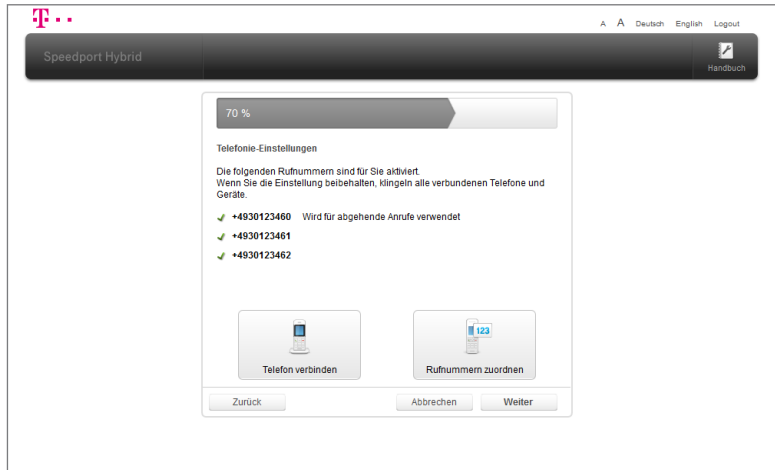 T
A A Deutsch English Logout
Speedport Hybrid
Handbuch
70 %
Telefonie-Einstellungen
Die folgenden Rufnummern sind für Sie aktiviert.
Wenn Sie die Einstellung beibehalten, klingeln alle verbundenen Telefone und
Geräte.
+4930123460 Wird für abgehende Anrufe verwendet
+4930123461
+4930123462
123
Telefon verbinden
Rufnummern zuordnen
Zurück
Abbrechen
Weiter